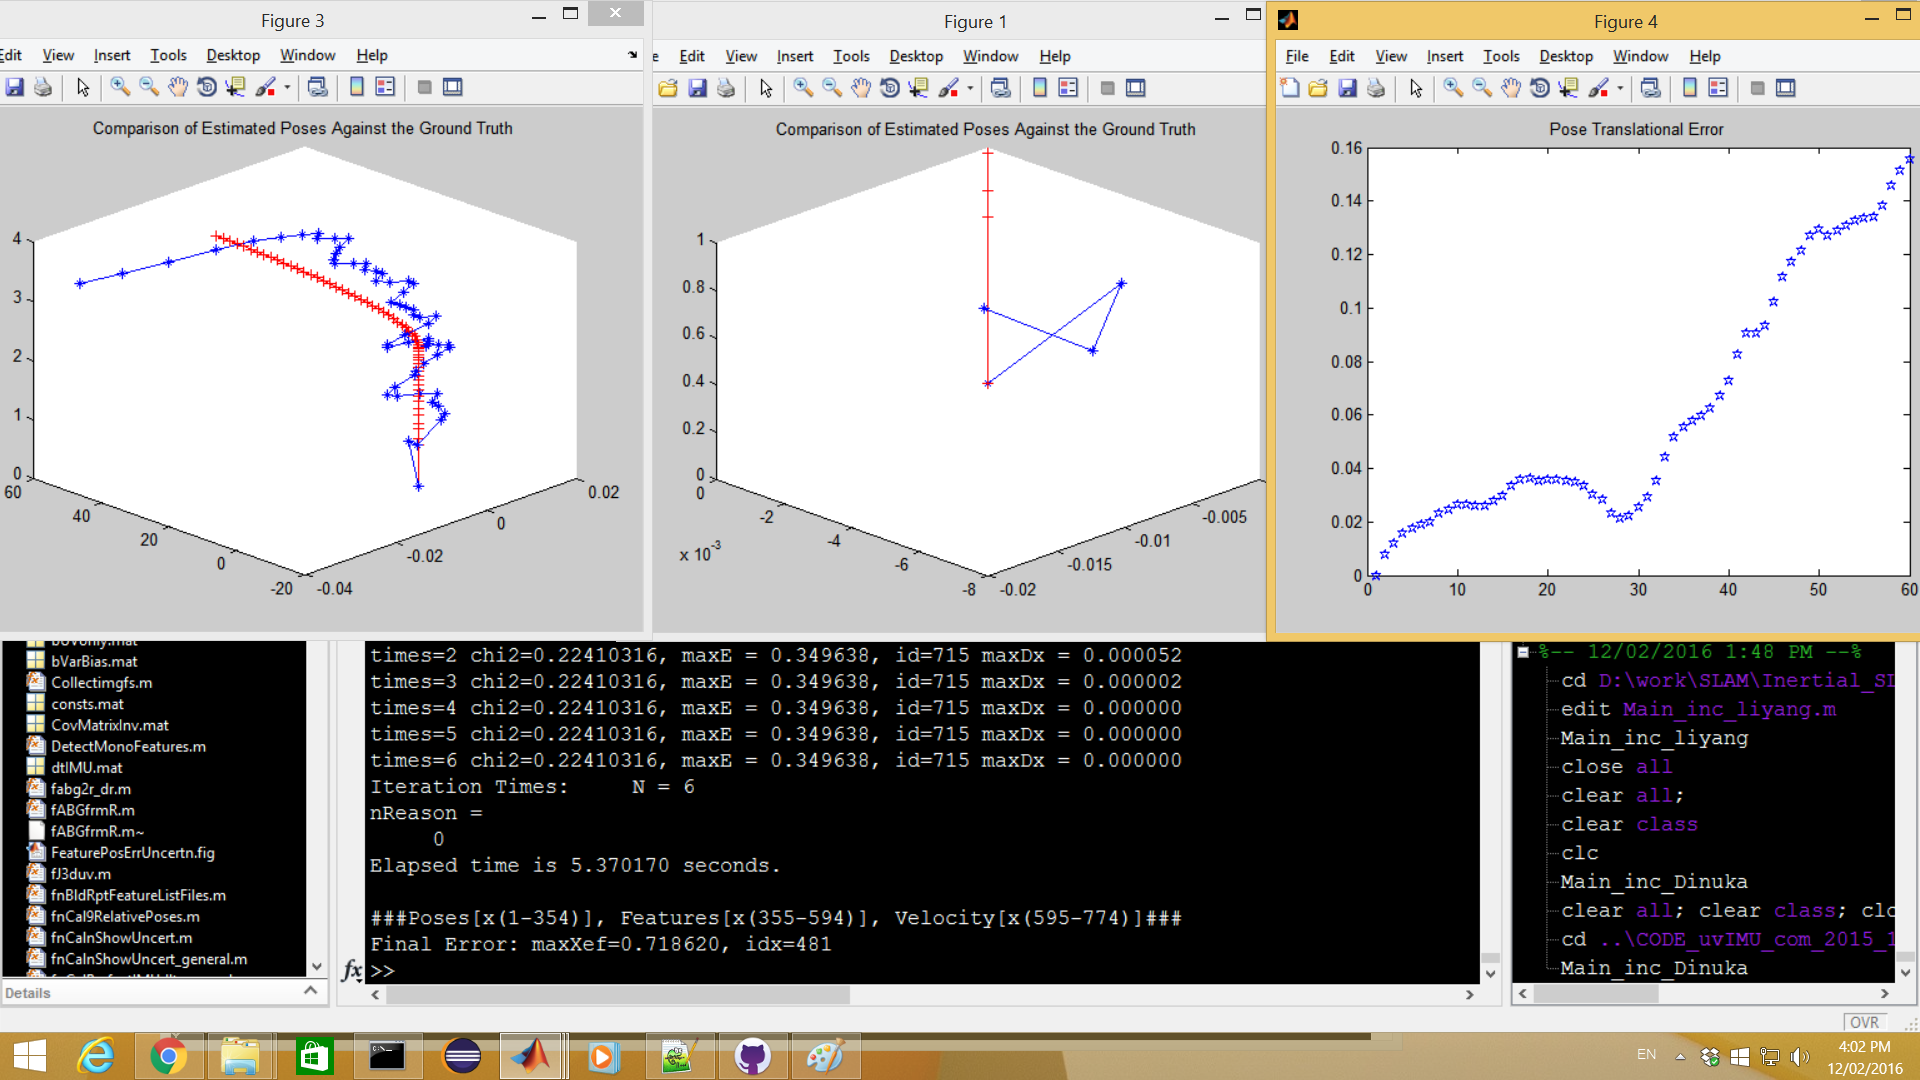 Figure 3
Edit View Insert Tools Desktop Window Help
Comparison of Estimated Poses Against the Ground Truth
4
3
2
1
0
60
40
20
0
-20
-0.04
-0.02
0
0.02
Figure 1
Edit View Insert Tools Desktop Window Help
Comparison of Estimated Poses Against the Ground Truth
1
0.8
0.6
0.4
0.2
0
0
-2
-4
-6
-8
x 10-3
-0.02
-0.015
-0.01
-0.005
Figure 4
File Edit View Insert Tools Desktop Window Help
Pose Translational Error
0.16
0.14
0.12
0.1
0.08
0.06
0.04
0.02
0
0 10 20 30 40 50 60
bVarBias.mat
Collectimgfs.m
consts.mat
CovMatrixInv.mat
DetectMonoFeatures.m
dtIMU.mat
fabg2r_dr.m
fABGfrmR.m
fABGfrmR.m~
FeaturePosErrUncertn.fig
fJ3duv.m
fnBldRptFeatureListFiles.m
fnCal9RelativePoses.m
fnCalnShowUncert.m
fnCalnShowUncert_general.m
Details
times=2 chi2=0.22410316, maxE = 0.349638, id=715 maxDx = 0.000052
times=3 chi2=0.22410316, maxE = 0.349638, id=715 maxDx = 0.000002
times=4 chi2=0.22410316, maxE = 0.349638, id=715 maxDx = 0.000000
times=5 chi2=0.22410316, maxE = 0.349638, id=715 maxDx = 0.000000
times=6 chi2=0.22410316, maxE = 0.349638, id=715 maxDx = 0.000000
Iteration Times: N = 6
nReason =
0
Elapsed time is 5.370170 seconds.
###Poses[x(1-354)], Features[x(355-594)], Velocity[x(595-774)]###
Final Error: maxXef=0.718620, idx=481
fx >>
%-- 12/02/2016 1:48 PM --%
cd D:\work\SLAM\Inertial_SL
edit Main_inc_liyang.m
Main_inc_liyang
close all
clear all;
clear class
clc
Main_inc_Dinuka
clear all; clear class; clc
cd ..\CODE_uvIMU_com_2015_1
Main_inc_Dinuka
OVR
EN
4:02 PM
12/02/2016